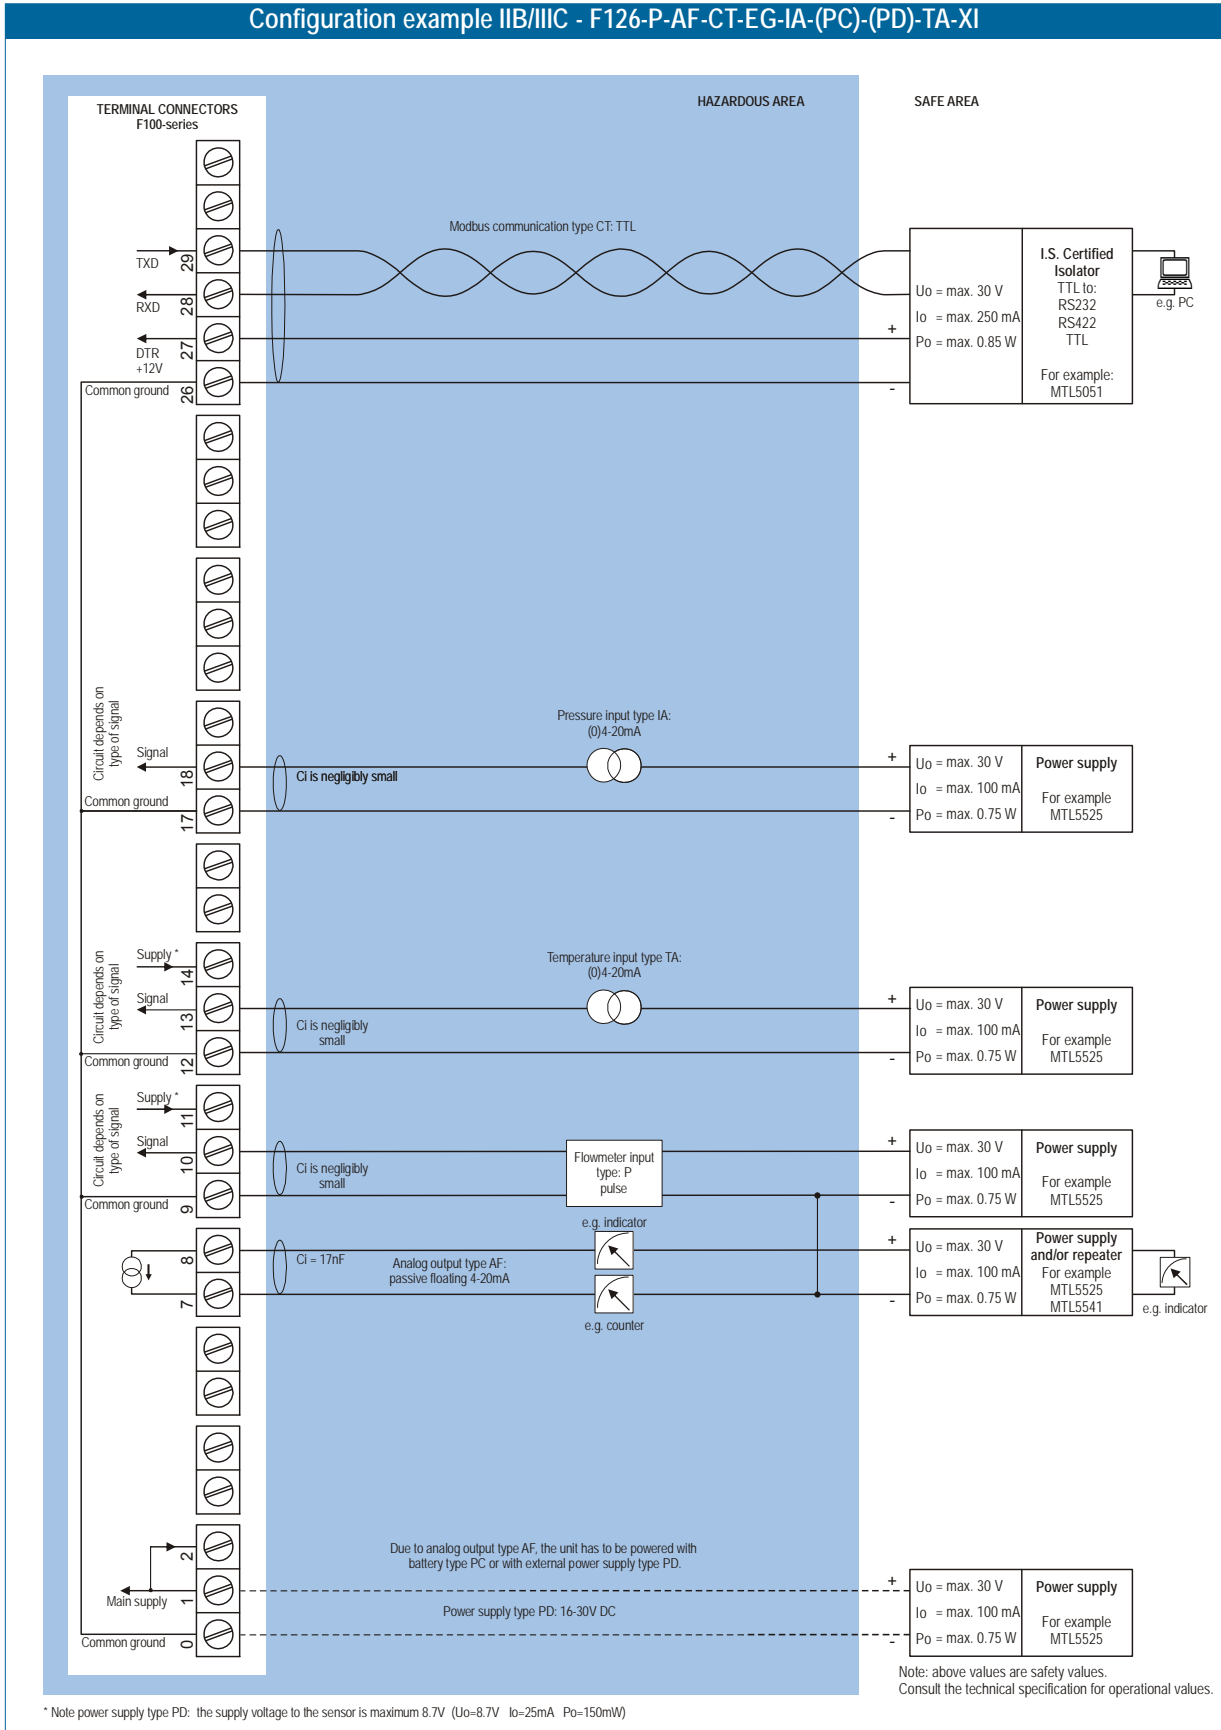 Configuration example IIB/IIIC - F126-P-AF-CT-EG-IA-(PC)-(PD)-TA-XI
TERMINAL CONNECTORS
F100-series
HAZARDOUS AREA
SAFE AREA
Modbus communication type CT: TTL
TXD
29
RXD
28
DTR
+12V
27
Common ground
26
+
-
Uo = max. 30 V
Io = max. 250 mA
Po = max. 0.85 W
I.S. Certified
Isolator
TTL to:
RS232
RS422
TTL
For example:
MTL5051
e.g. PC
Circuit depends on
type of signal
Signal
18
Common ground
17
Ci is negligibly small
Pressure input type IA:
(0)4-20mA
+
-
Uo = max. 30 V
Io = max. 100 mA
Po = max. 0.75 W
Power supply
For example
MTL5525
Circuit depends on
type of signal
Supply *
14
Signal
13
Common ground
12
Ci is negligibly
small
Temperature input type TA:
(0)4-20mA
+
-
Uo = max. 30 V
Io = max. 100 mA
Po = max. 0.75 W
Power supply
For example
MTL5525
Circuit depends on
type of signal
Supply *
11
Signal
10
Common ground
9
Ci is negligibly
small
Flowmeter input
type: P
pulse
+
-
Uo = max. 30 V
Io = max. 100 mA
Po = max. 0.75 W
Power supply
For example
MTL5525
8
7
Ci = 17nF
Analog output type AF:
passive floating 4-20mA
e.g. indicator
e.g. counter
+
-
Uo = max. 30 V
Io = max. 100 mA
Po = max. 0.75 W
Power supply
and/or repeater
For example
MTL5525
MTL5541
e.g. indicator
2
Main supply
1
Common ground
0
Due to analog output type AF, the unit has to be powered with
battery type PC or with external power supply type PD.
Power supply type PD: 16-30V DC
+
-
Uo = max. 30 V
Io = max. 100 mA
Po = max. 0.75 W
Power supply
For example
MTL5525
Note: above values are safety values.
Consult the technical specification for operational values.
* Note power supply type PD: the supply voltage to the sensor is maximum 8.7V (Uo=8.7V Io=25mA Po=150mW)